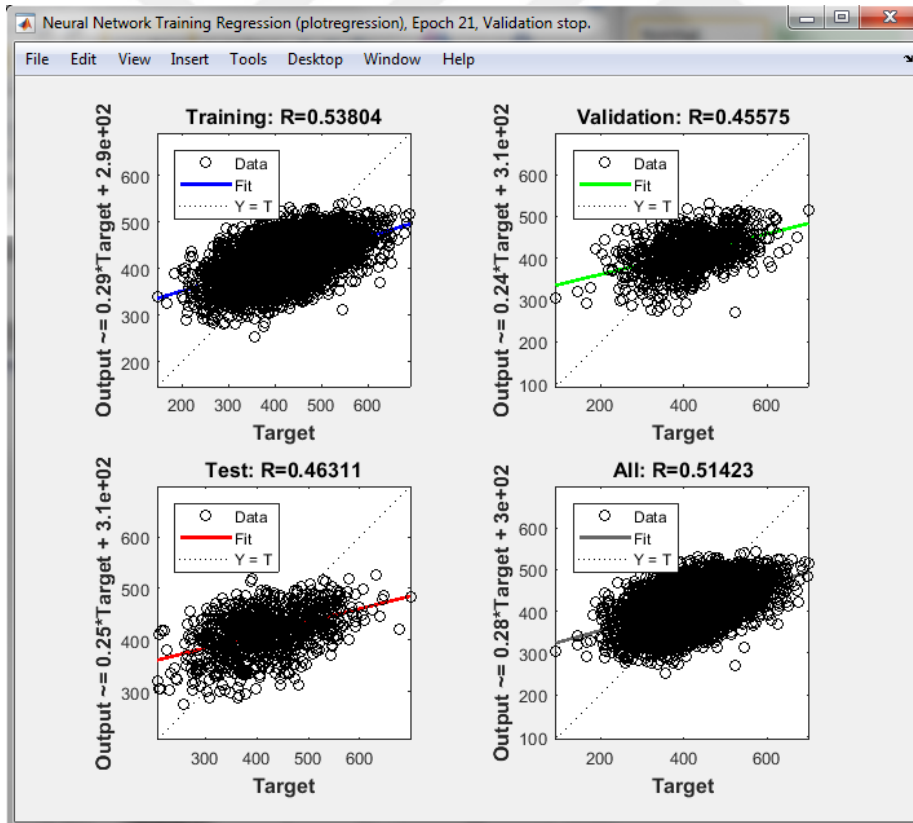 Neural Network Training Regression (plotregression), Epoch 21, Validation stop.
File Edit View Insert Tools Desktop Window Help
Training: R=0.53804
Output ~= 0.29*Target + 2.9e+02
Data
Fit
Y = T
600
500
400
300
200
200 300 400 500 600
Target
Validation: R=0.45575
Output ~= 0.24*Target + 3.1e+02
Data
Fit
Y = T
600
500
400
300
200
100
200 400 600
Target
Test: R=0.46311
Output ~= 0.25*Target + 3.1e+02
Data
Fit
Y = T
600
500
400
300
300 400 500 600
Target
All: R=0.51423
Output ~= 0.28*Target + 3e+02
Data
Fit
Y = T
600
500
400
300
200
100
200 400 600
Target